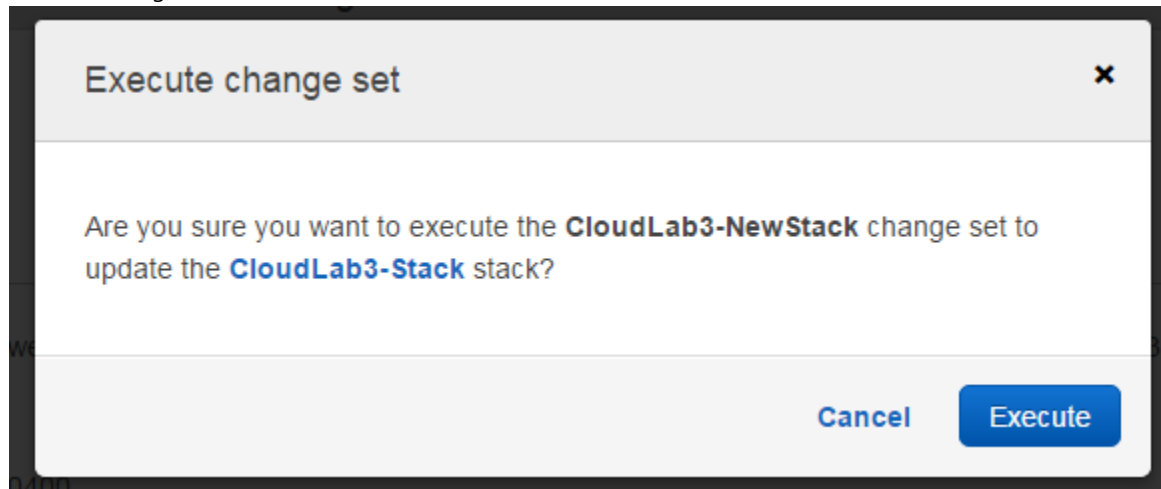 Execute change set
×
Are you sure you want to execute the CloudLab3-NewStack change set to
update the CloudLab3-Stack stack?
Cancel
Execute